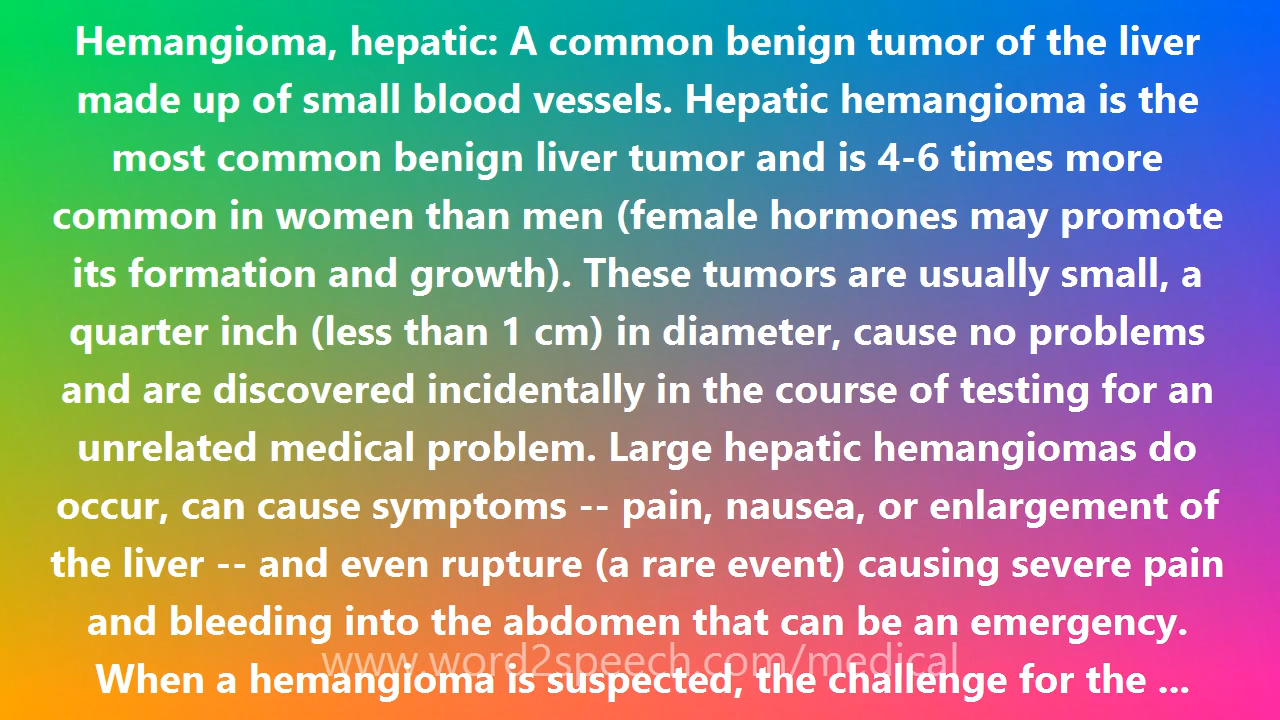 Hemangioma, hepatic: A common benign tumor of the liver
made up of small blood vessels. Hepatic hemangioma is the
most common benign liver tumor and is 4-6 times more
common in women than men (female hormones may promote
its formation and growth). These tumors are usually small, a
quarter inch (less than 1 cm) in diameter, cause no problems
and are discovered incidentally in the course of testing for an
unrelated medical problem. Large hepatic hemangiomas do
occur, can cause symptoms -- pain, nausea, or enlargement of
the liver -- and even rupture (a rare event) causing severe pain
and bleeding into the abdomen that can be an emergency.
www.word2speech.com/medical
When a hemangioma is suspected, the challenge for the ...